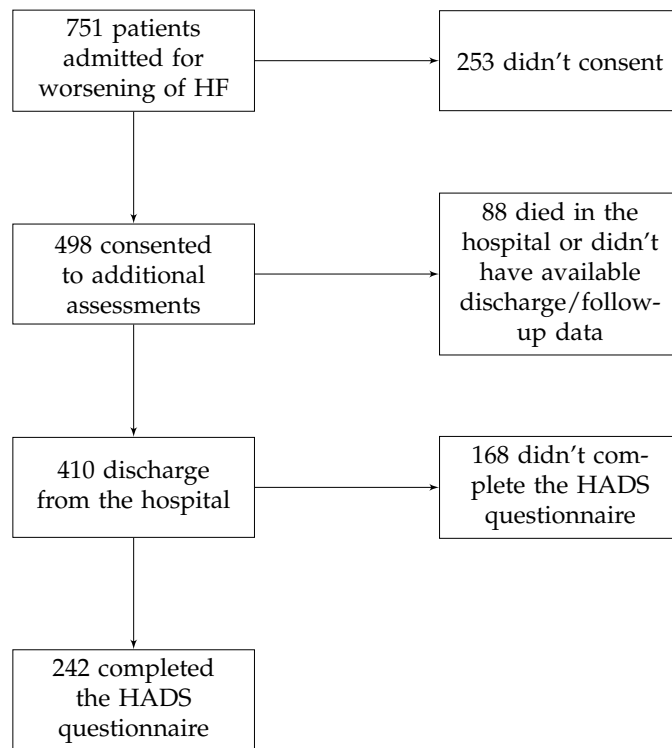 751 patients
admitted for
worsening of HF
253 didn't consent
498 consented
to additional
assessments
88 died in the
hospital or didn't
have available
discharge/follow-
up data
410 discharge
from the hospital
168 didn't com-
plete the HADS
questionnaire
242 completed
the HADS
questionnaire